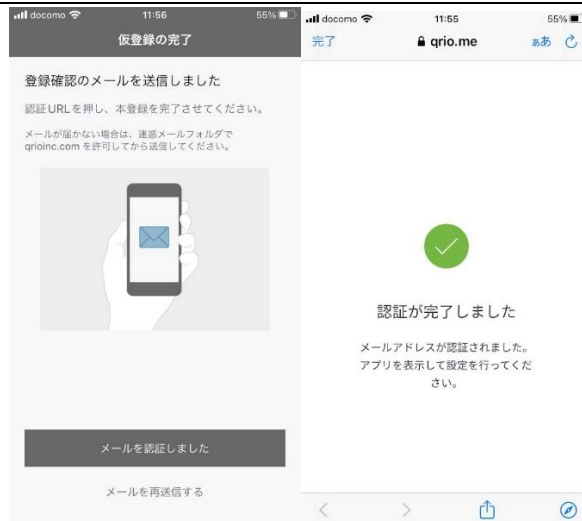 docomo 11:56 55%
仮登録の完了
登録確認のメールを送信しました
認証URLを押し、本登録を完了させてください。
メールが届かない場合は、迷惑メールフォルダで
qrioinc.com を許可してから送信してください。
メールを認証しました
メールを再送信する
docomo 11:55 55%
完了 qrio.me ぁあ
認証が完了しました
メールアドレスが認証されました。
アプリを表示して設定を行ってくだ
さい。